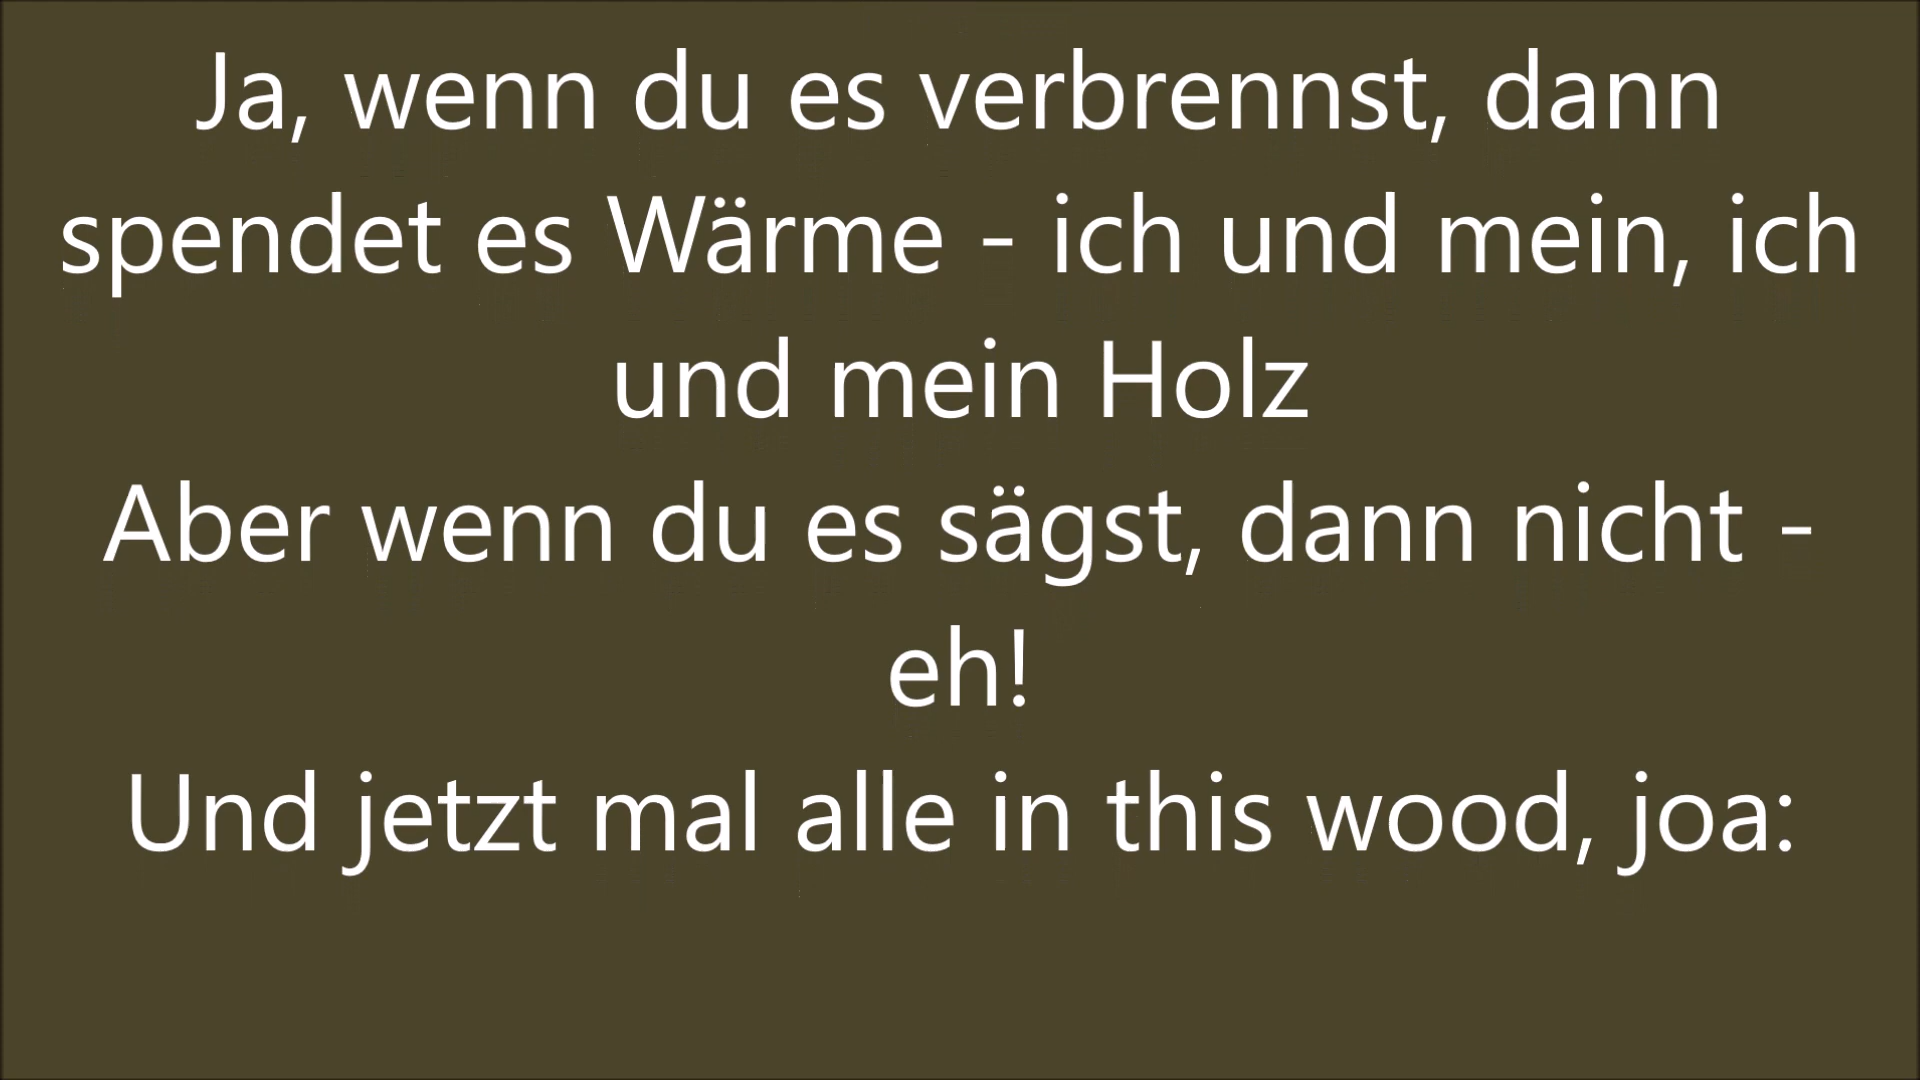 Ja, wenn du es verbrennst, dann
spendet es Wärme - ich und mein, ich
und mein Holz
Aber wenn du es sägst, dann nicht -
eh!
Und jetzt mal alle in this wood, joa: